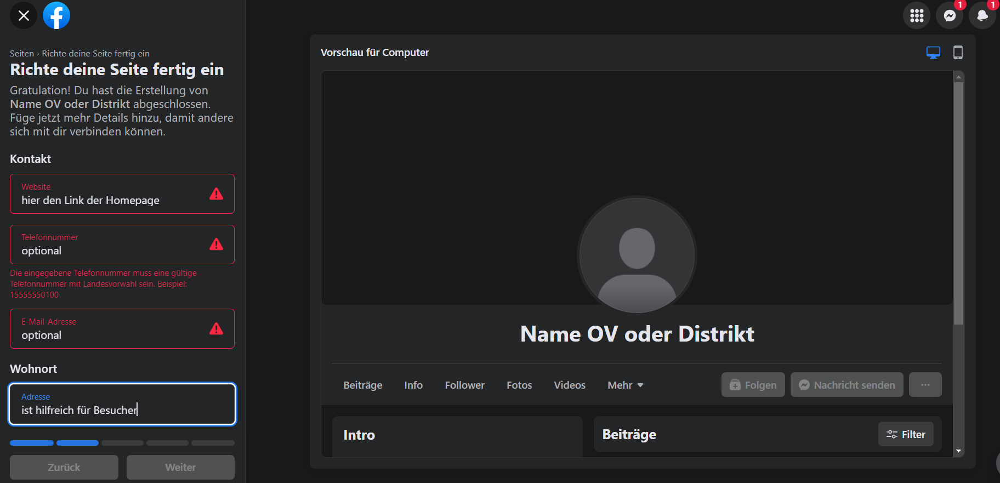 1
1
Seiten › Richte deine Seite fertig ein
Richte deine Seite fertig ein
Gratulation! Du hast die Erstellung von
Name OV oder Distrikt abgeschlossen.
Füge jetzt mehr Details hinzu, damit andere
sich mit dir verbinden können.
Kontakt
Website
hier den Link der Homepage
Telefonnummer
optional
Die eingegebene Telefonnummer muss eine gültige
Telefonnummer mit Landesvorwahl sein. Beispiel:
15555550100
E-Mail-Adresse
optional
Wohnort
Adresse
ist hilfreich für Besucher
Zurück
Weiter
Vorschau für Computer
Name OV oder Distrikt
Beiträge Info Follower Fotos Videos Mehr
Folgen
Nachricht senden
Intro
Beiträge
Filter